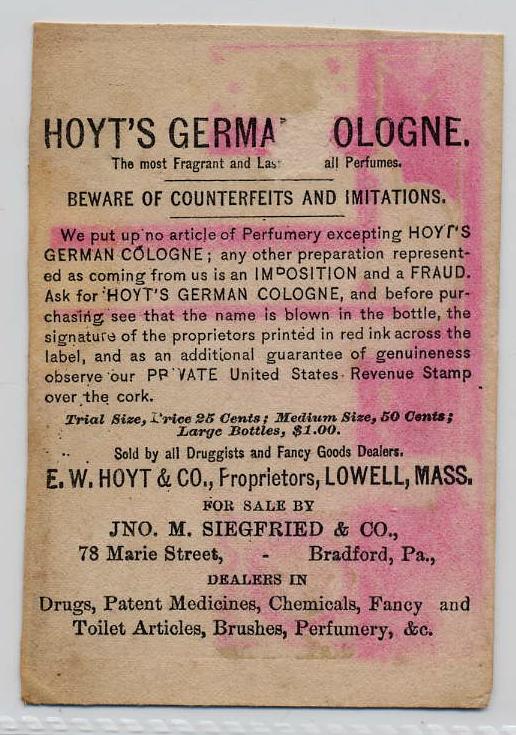 HOYT'S GERMA OLOGNE.
The most Fragrant and Las all Perfumes.
BEWARE OF COUNTERFEITS AND IMITATIONS.
We put up no article of Perfumery excepting HOYT'S
GERMAN COLOGNE; any other preparation represent-
ed as coming from us is an IMPOSITION and a FRAUD.
Ask for HOYT'S GERMAN COLOGNE, and before pur-
chasing see that the name is blown in the bottle, the
signature of the proprietors printed in red ink across the
label, and as an additional guarantee of genuineness
observe our PRIVATE United States Revenue Stamp
over the cork.
Trial Size, Price 25 Cents; Medium Size, 50 Cents;
Large Bottles, $1.00.
Sold by all Druggists and Fancy Goods Dealers.
E. W. HOYT & CO., Proprietors, LOWELL, MASS.
FOR SALE BY
JNO. M. SIEGFRIED & CO.,
78 Marie Street, - Bradford, Pa.,
DEALERS IN
Drugs, Patent Medicines, Chemicals, Fancy and
Toilet Articles, Brushes, Perfumery, &c.